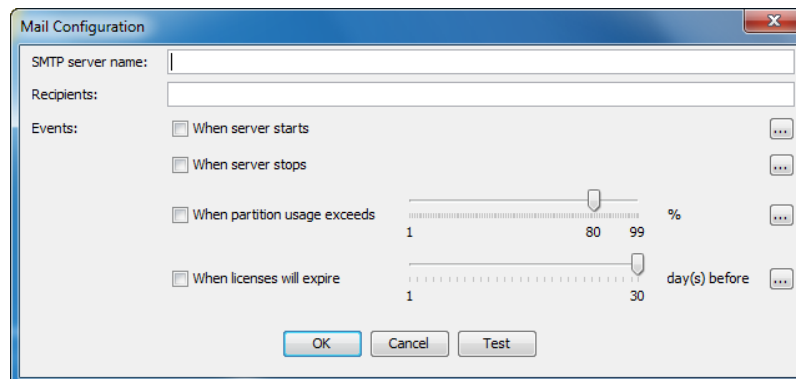 Mail Configuration
SMTP server name:
Recipients:
Events:
When server starts
...
When server stops
...
When partition usage exceeds
1 80 99
%
...
When licenses will expire
1 30
day(s) before
...
OK Cancel Test